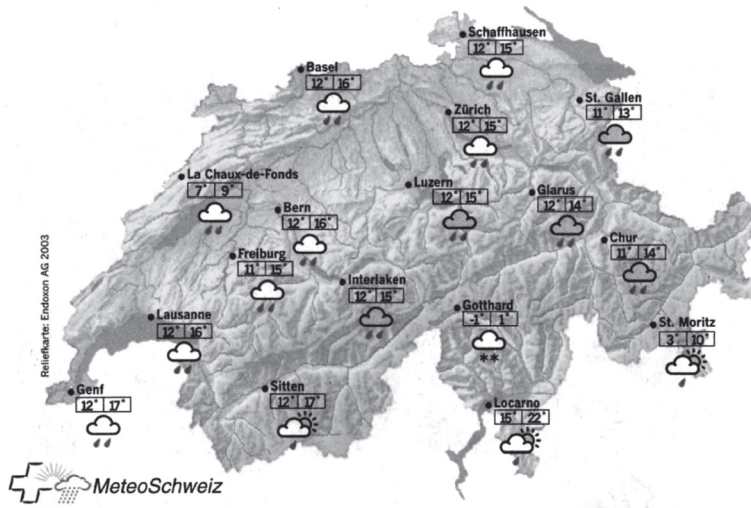 Schaffhausen
12° 15°
Basel
12° 16°
St. Gallen
11° 13°
Zürich
12° 15°
La Chaux-de-Fonds
7° 9°
Luzern
12° 15°
Glarus
12° 14°
Bern
12° 16°
Chur
11° 14°
Freiburg
11° 15°
Interlaken
12° 15°
Gotthard
-1° 1°
Lausanne
12° 16°
St. Moritz
3° 10°
Genf
12° 17°
Sitten
12° 17°
Locarno
15° 22°
Reliefkarte: Endoxon AG 2003
MeteoSchweiz